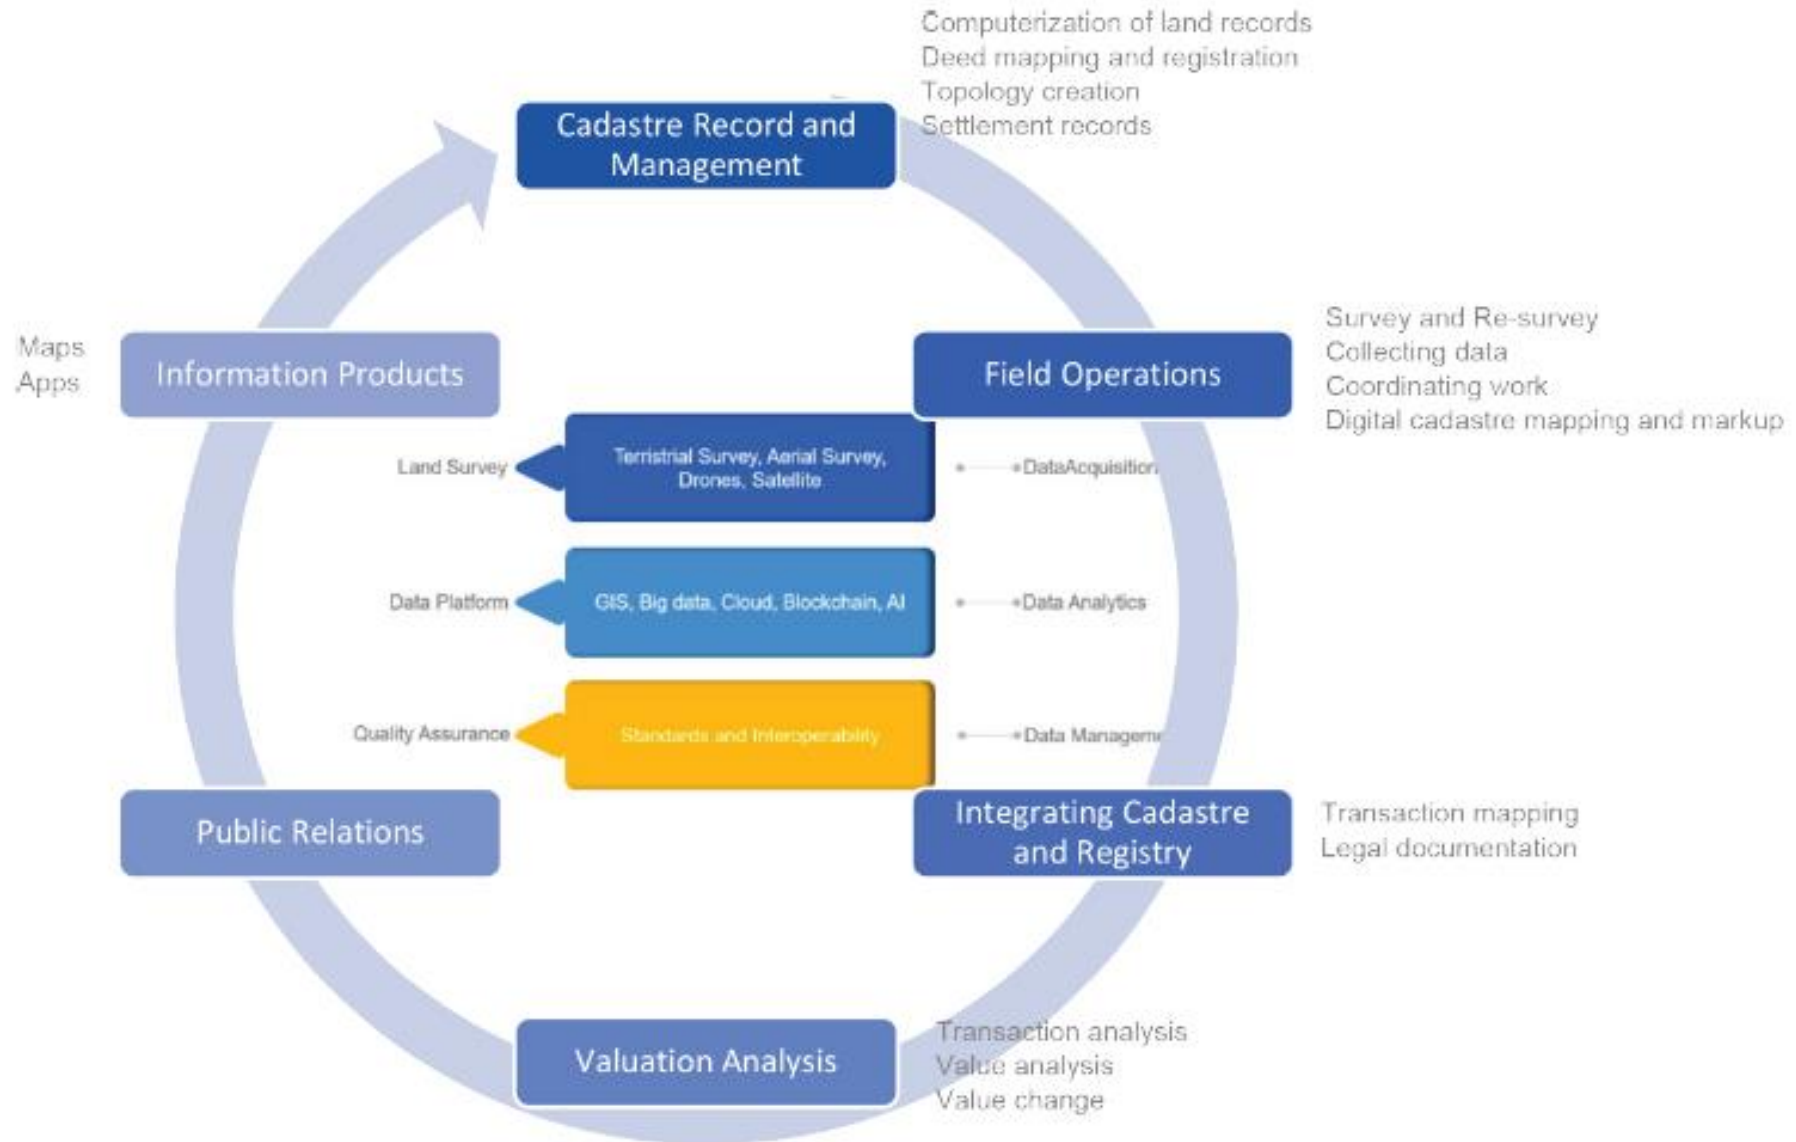 Computerization of land records
Deed mapping and registration
Topology creation
Settlement records
Cadastre Record and
Management
Survey and Re-survey
Collecting data
Coordinating work
Digital cadastre mapping and markup
Field Operations
Maps
Apps
Information Products
Land Survey
Terristrial Survey, Aerial Survey,
Drones, Satellite
DataAcquisition
Data Platform
GIS, Big data, Cloud, Blockchain, AI
Data Analytics
Quality Assurance
Standards and Interoperability
Data Manageme
Public Relations
Integrating Cadastre
and Registry
Transaction mapping
Legal documentation
Valuation Analysis
Transaction analysis
Value analysis
Value change